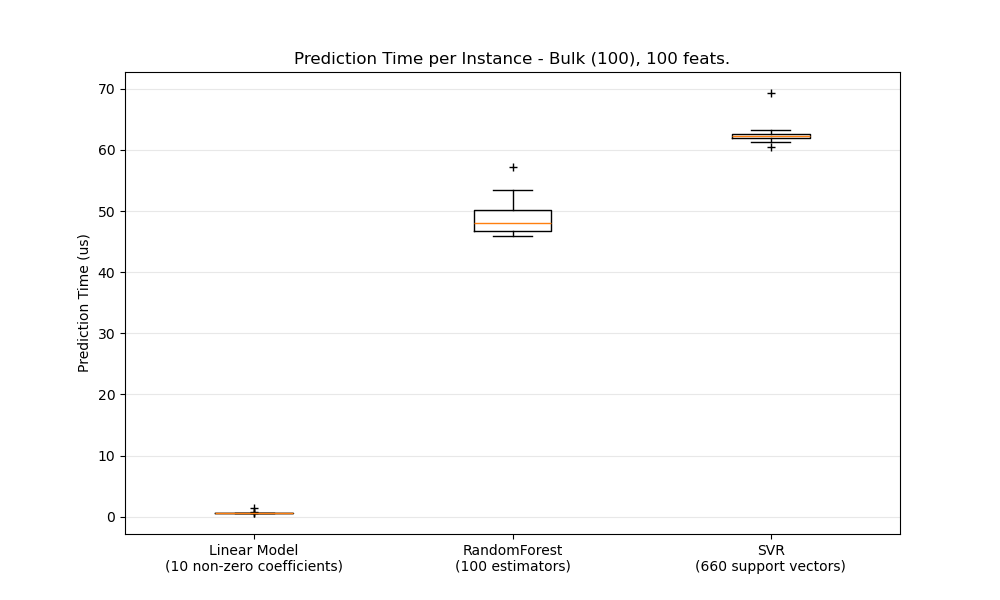 Prediction Time per Instance - Bulk (100), 100 feats.
Prediction Time (us)
70
60
50
40
30
20
10
0
Linear Model
(10 non-zero coefficients)
RandomForest
(100 estimators)
SVR
(660 support vectors)